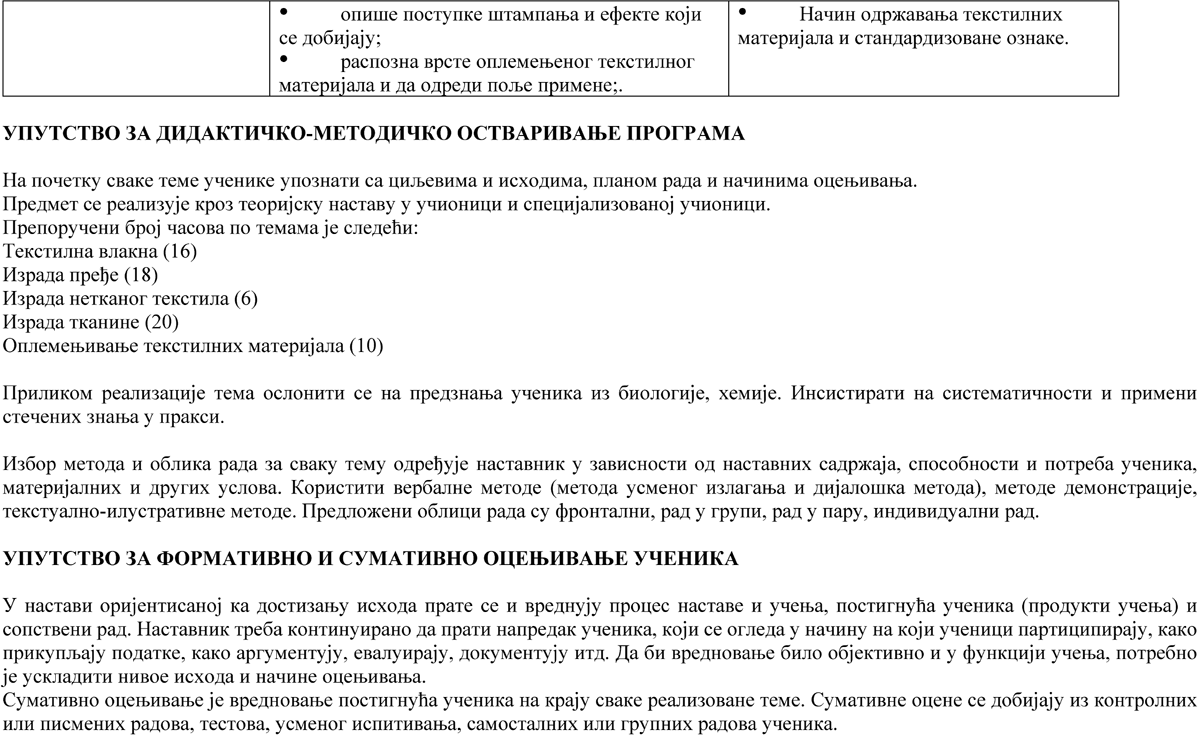 • опише поступке штампања и ефекте који
се добијају;
• распозна врсте оплемењеног текстилног
материјала и да одреди поље примене;.
• Начин одржавања текстилних
материјала и стандардизоване ознаке.
УПУТСТВО ЗА ДИДАКТИЧКО-МЕТОДИЧКО ОСТВАРИВАЊЕ ПРОГРАМА
На почетку сваке теме ученике упознати са циљевима и исходима, планом рада и начинима оцењивања.
Предмет се реализује кроз теоријску наставу у учионици и специјализованој учионици.
Препоручени број часова по темама је следећи:
Текстилна влакна (16)
Израда пређе (18)
Израда нетканог текстила (6)
Израда тканине (20)
Оплемењивање текстилних материјала (10)
Приликом реализације тема ослонити се на предзнања ученика из биологије, хемије. Инсистирати на систематичности и примени
стечених знања у пракси.
Избор метода и облика рада за сваку тему одређује наставник у зависности од наставних садржаја, способности и потреба ученика,
материјалних и других услова. Користити вербалне методе (метода усменог излагања и дијалошка метода), методе демонстрације,
текстуално-илустративне методе. Предложени облици рада су фронтални, рад у групи, рад у пару, индивидуални рад.
УПУТСТВО ЗА ФОРМАТИВНО И СУМАТИВНО ОЦЕЊИВАЊЕ УЧЕНИКА
У настави оријентисаној ка достизању исхода прате се и вреднују процес наставе и учења, постигнућа ученика (продукти учења) и
сопствени рад. Наставник треба континуирано да прати напредак ученика, који се огледа у начину на који ученици партиципирају, како
прикупљају податке, како аргументују, евалуирају, документују итд. Да би вредновање било објективно и у функцији учења, потребно
је ускладити нивое исхода и начине оцењивања.
Сумативно оцењивање је вредновање постигнућа ученика на крају сваке реализоване теме. Сумативне оцене се добијају из контролних
или писмених радова, тестова, усменог испитивања, самосталних или групних радова ученика.